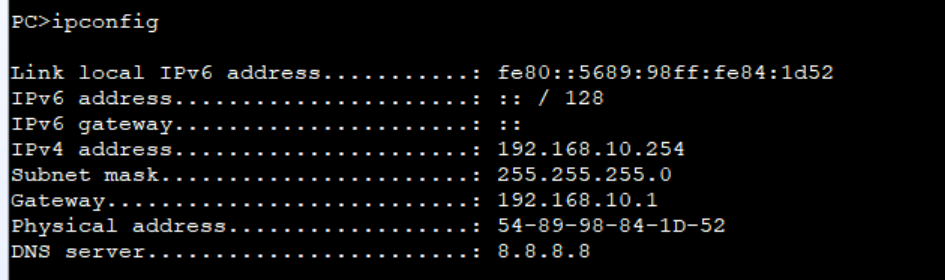 PC>ipconfig
Link local IPv6 address...........: fe80::5689:98ff:fe84:1d52
IPv6 address......................: :: / 128
IPv6 gateway......................: ::
IPv4 address......................: 192.168.10.254
Subnet mask.......................: 255.255.255.0
Gateway...........................: 192.168.10.1
Physical address..................: 54-89-98-84-1D-52
DNS server........................: 8.8.8.8